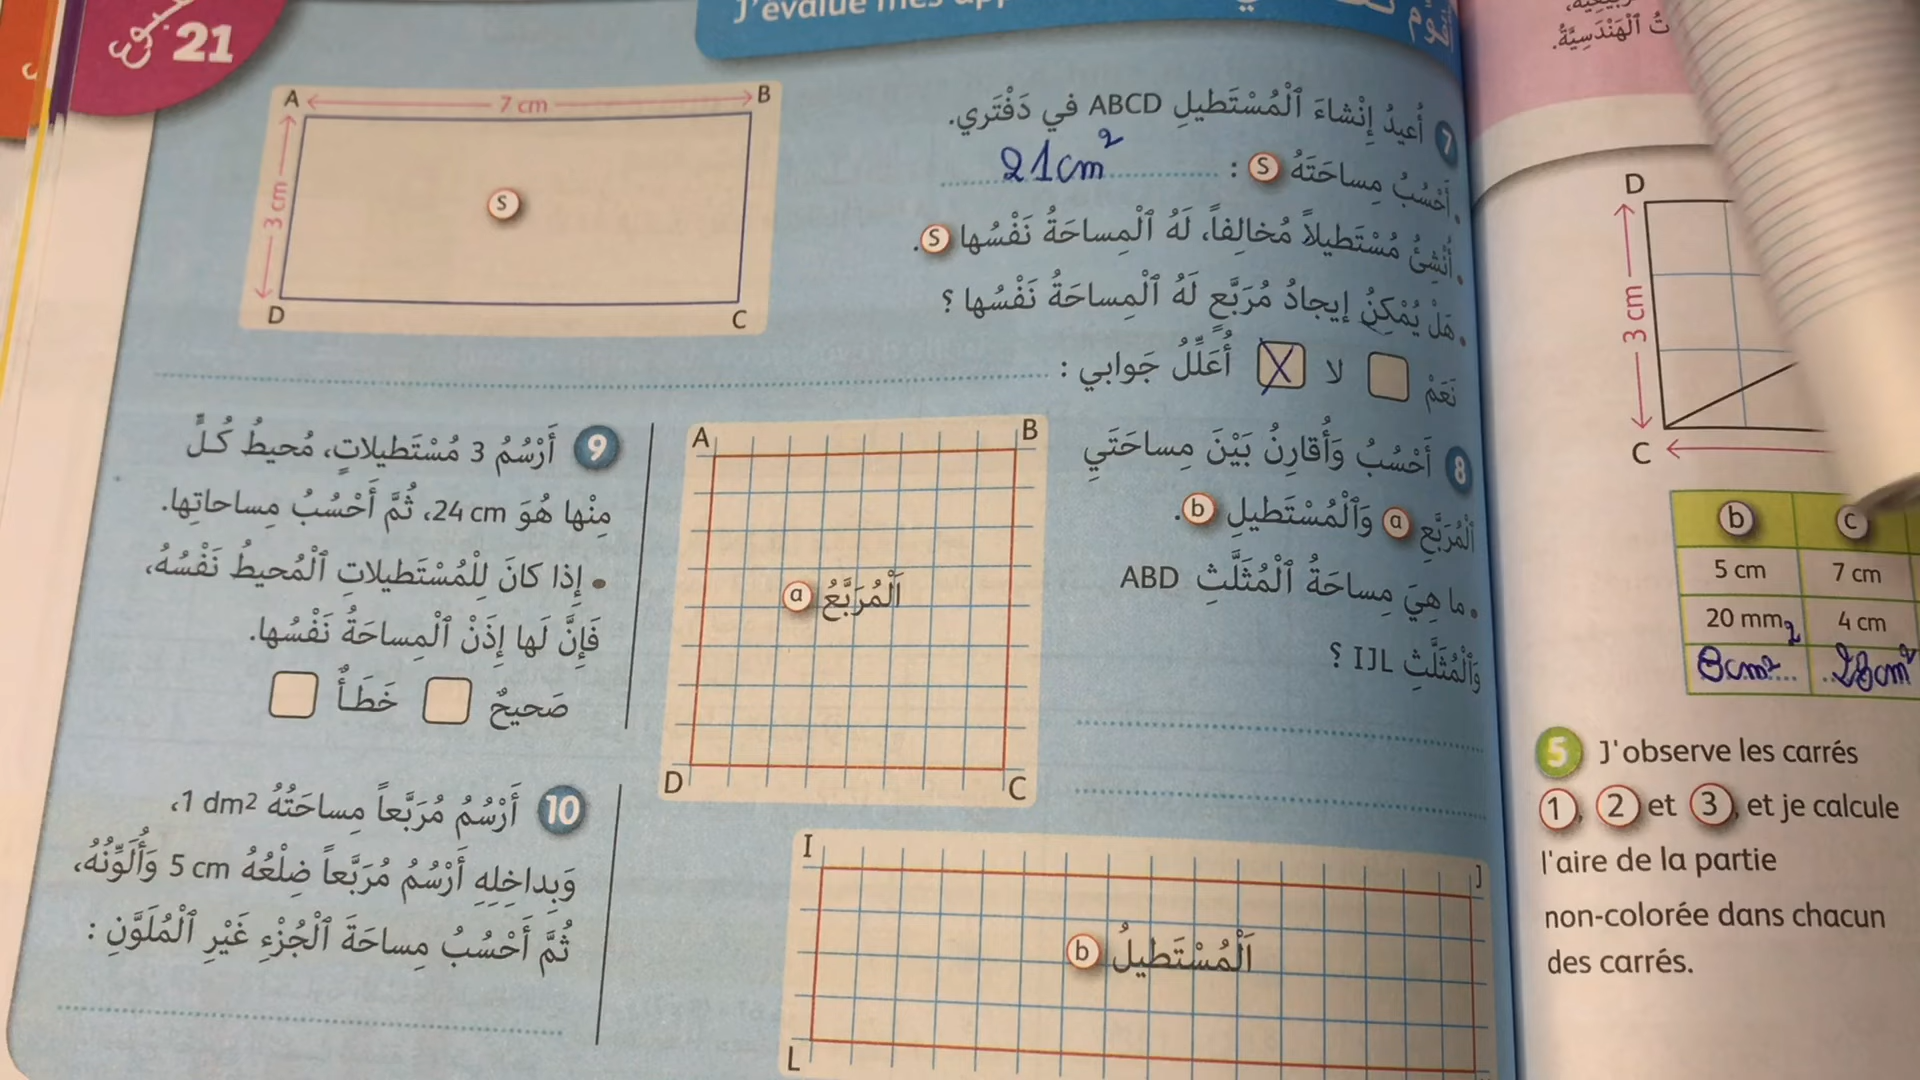 21
J'évalue mes app
7 أُعيدُ إِنْشاءَ ٱلْمُسْتَطيلِ ABCD في دَفْتَري.
• أَحْسُبُ مِساحَتَهُ S : 21cm²
• أُنْشِئُ مُسْتَطيلاً مُخالِفاً، لَهُ ٱلْمِساحَةُ نَفْسُها S.
• هَلْ يُمْكِنُ إيجادُ مُرَبَّعٍ لَهُ ٱلْمِساحَةُ نَفْسُها ؟
نَعَمْ لا X أُعَلِّلُ جَوابي :
A 7 cm B
3 cm
S
D C
8 أَحْسُبُ وَأُقارِنُ بَيْنَ مِساحَتَيِ
ٱلْمُرَبَّعِ a وَٱلْمُسْتَطيلِ b.
• ما هِيَ مِساحَةُ ٱلْمُثَلَّثِ ABD
وَٱلْمُثَلَّثِ IJL ؟
A B
a اَلْمُرَبَّعُ
D C
I J
b اَلْمُسْتَطيلُ
L
9 أَرْسُمُ 3 مُسْتَطيلاتٍ، مُحيطُ كُلٍّ
مِنْها هُوَ 24 cm، ثُمَّ أَحْسُبُ مِساحاتِها.
• إِذا كانَ لِلْمُسْتَطيلاتِ ٱلْمُحيطُ نَفْسُهُ،
فَإِنَّ لَها إِذَنْ ٱلْمِساحَةُ نَفْسُها.
صَحيحٌ خَطَأٌ
10 أَرْسُمُ مُرَبَّعاً مِساحَتُهُ 1 dm²،
وَبِداخِلِهِ أَرْسُمُ مُرَبَّعاً ضِلْعُهُ 5 cm وَأُلَوِّنُهُ،
ثُمَّ أَحْسُبُ مِساحَةَ ٱلْجُزْءِ غَيْرِ ٱلْمُلَوَّنِ :
تُ ٱلْهَنْدَسِيَّةُ.
D
3 cm
C
b c
5 cm 7 cm
20 mm 4 cm
28cm²
5 J'observe les carrés
1, 2 et 3, et je calcule
l'aire de la partie
non-colorée dans chacun
des carrés.